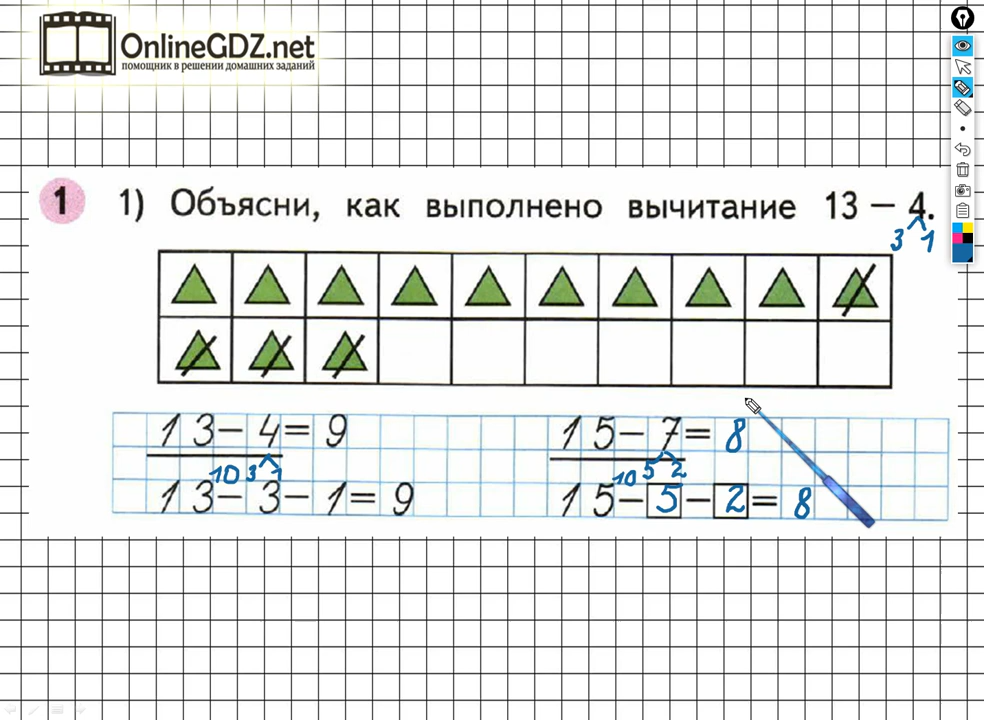 OnlineGDZ.net
помощник в решении домашних заданий
1 1) Объясни, как выполнено вычитание 13 – 4.
3 1
13 – 4 = 9
10 3 1
13 – 3 – 1 = 9
15 – 7 = 8
10 5 2
15 – 5 – 2 = 8